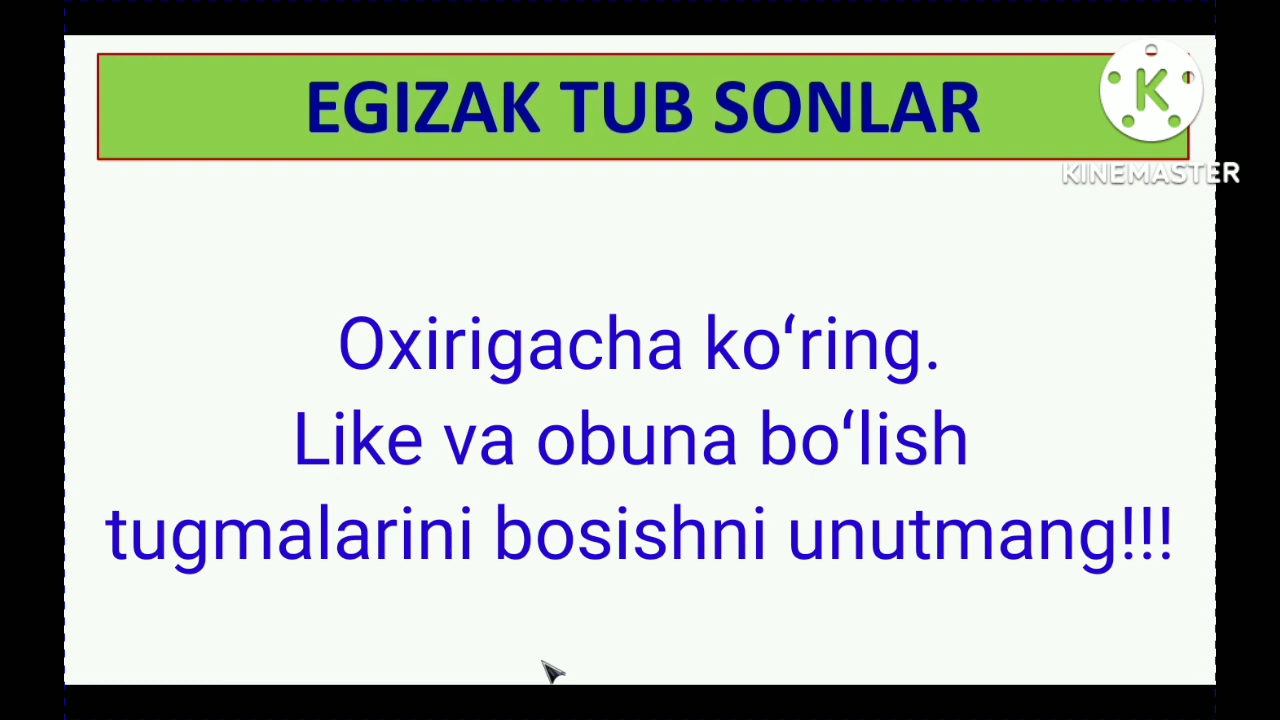 EGIZAK TUB SONLAR
K
KINEMASTER
Oxirigacha ko‘ring.
Like va obuna bo‘lish
tugmalarini bosishni unutmang!!!